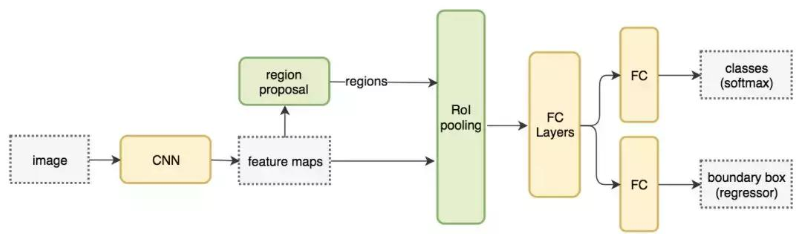 image
CNN
feature maps
region
proposal
regions
RoI
pooling
FC
Layers
FC
classes
(softmax)
FC
boundary box
(regressor)